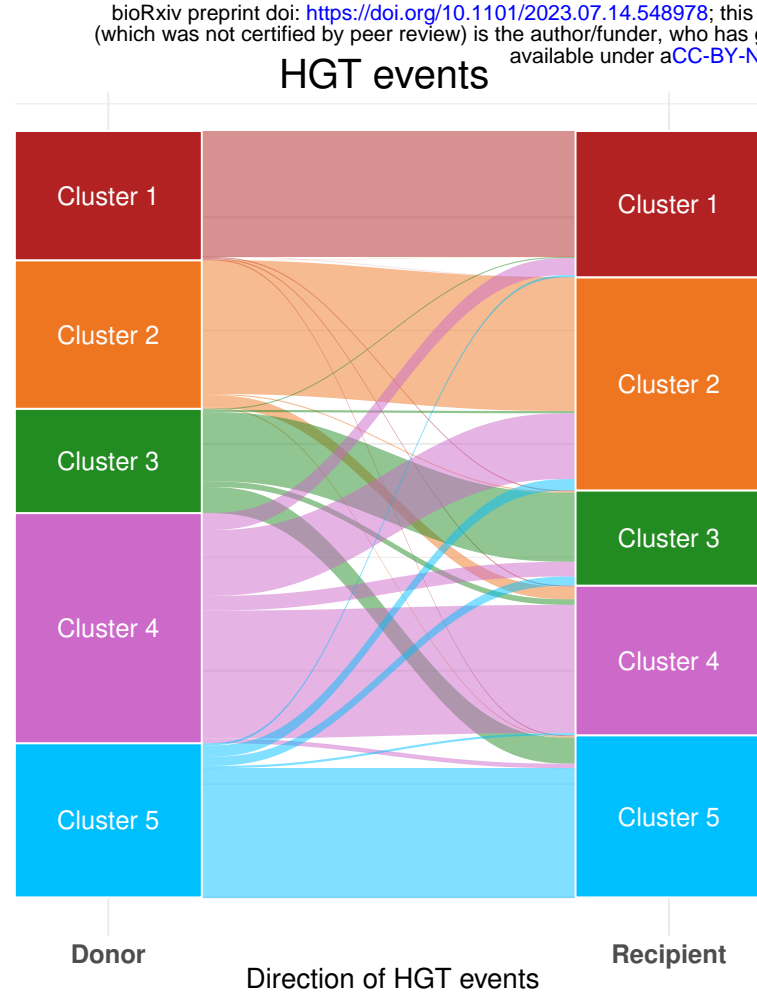 bioRxiv preprint doi: https://doi.org/10.1101/2023.07.14.548978; this
(which was not certified by peer review) is the author/funder, who has
available under aCC-BY-N
HGT events
Cluster 1
Cluster 1
Cluster 2
Cluster 2
Cluster 3
Cluster 3
Cluster 4
Cluster 4
Cluster 5
Cluster 5
Donor
Recipient
Direction of HGT events